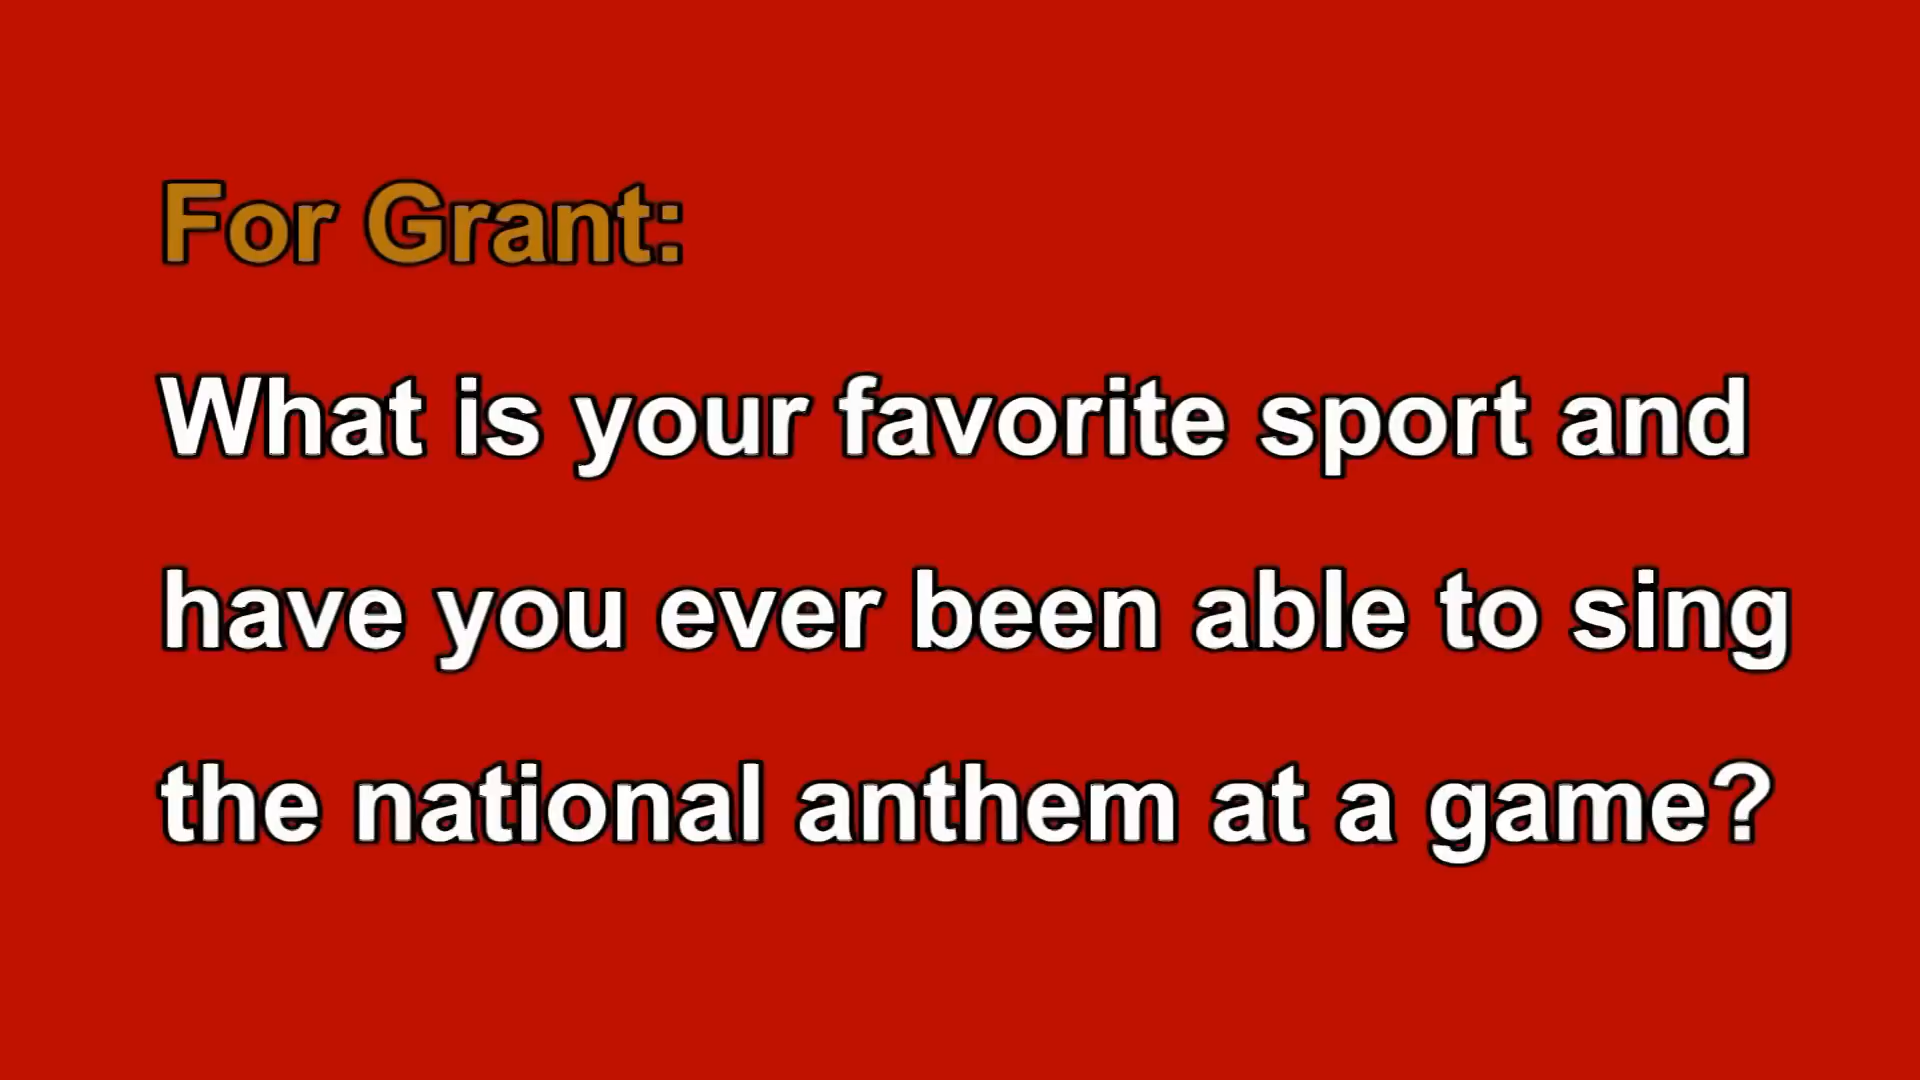 For Grant:
What is your favorite sport and
have you ever been able to sing
the national anthem at a game?